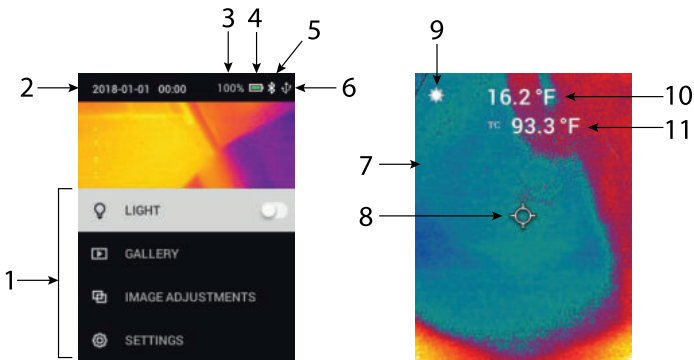 3 4 5 9
2 2018-01-01 00:00 100% 6
16.2 °F 10
TC 93.3 °F 11
7
LIGHT
8
GALLERY
1
IMAGE ADJUSTMENTS
SETTINGS